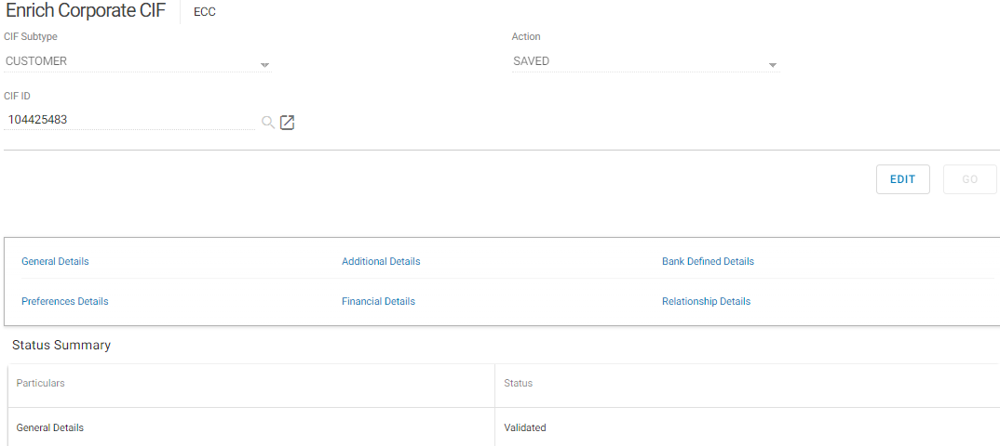 Enrich Corporate CIF ECC
CIF Subtype Action
CUSTOMER SAVED
CIF ID
104425483
EDIT GO
General Details Additional Details Bank Defined Details
Preferences Details Financial Details Relationship Details
Status Summary
Particulars Status
General Details Validated